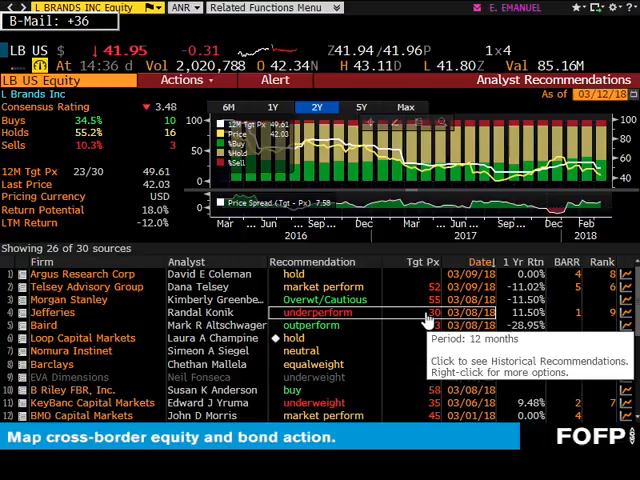 L BRANDS INC Equity ANR Related Functions Menu E. EMANUEL
B-Mail: +36
LB US $ ↓ 41.95 -0.31 Z41.94/41.96P 1x4
At 14:36 d Vol 2,020,788 O 42.34N H 43.11D L 41.80Z Val 85.16M
LB US Equity Actions Alert Analyst Recommendations
L Brands Inc As of 03/12/18
Consensus Rating 3.48 6M 1Y 2Y 5Y Max
Buys 34.5% 10
Holds 55.2% 16
Sells 10.3% 3
12M Tgt Px 23/30 49.61
Last Price 42.03
Pricing Currency USD
Return Potential 18.0%
LTM Return -12.0%
12M Tgt Px 49.61
Price 42.03
%Buy
%Hold
%Sell
100
50
0
100
80
60
40
Price Spread (Tgt - Px) 7.58
0
Mar ... Jun ... Sep ... Dec Mar ... Jun ... Sep ... Dec Feb
2016 2017 2018
Showing 26 of 30 sources
Firm Analyst Recommendation Tgt Px Date 1 Yr Rtn BARR Rank
1) Argus Research Corp David E Coleman hold 03/09/18 0.00% 4 8
2) Telsey Advisory Group Dana Telsey market perform 52 03/09/18 -11.02% 5 6
3) Morgan Stanley Kimberly Greenbe... Overwt/Cautious 55 03/08/18 -11.50%
4) Jefferies Randal Konik underperform 30 03/08/18 11.50% 1 9
5) Baird Mark R Altschwager outperform 03/08/18 -28.95%
6) Loop Capital Markets Laura A Champine hold
7) Nomura Instinet Simeon A Siegel neutral
8) Barclays Chethan Mallela equalweight
9) EVA Dimensions Neil Fonseca underweight
10) B Riley FBR, Inc. Susan K Anderson buy 58 03/08/18
11) KeyBanc Capital Markets Edward J Yruma underweight 35 03/08/18 9.48% 2 7
12) BMO Capital Markets John D Morris market perform 45 03/01/18 0.00% 4
Period: 12 months
Click to see Historical Recommendations.
Right-click for more options.
Map cross-border equity and bond action.
FOFP